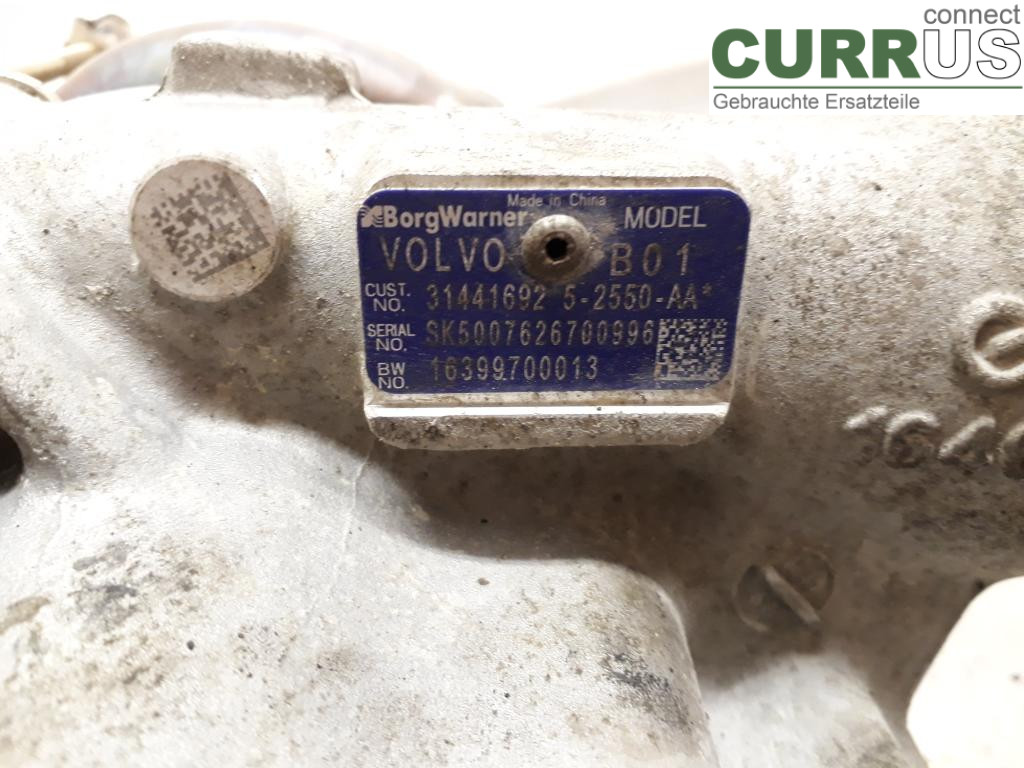 connect
CURRUS
Gebrauchte Ersatzteile
Made in China
BorgWarner MODEL
VOLVO B01
CUST. NO. 31441692 5-2550-AA*
SERIAL NO. SK5007626700996
BW NO. 16399700013